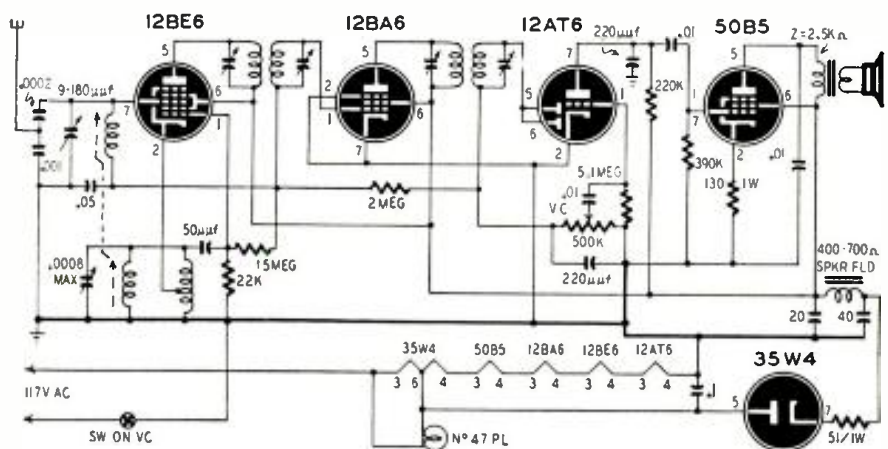 12BE6
12BA6
12AT6
50B5
5
7
6
1
2
5
2
1
6
7
7
5
6
1
2
5
1
7
6
2
.0002
9-180μμf
.001
.05
.0008
MAX
50μμf
15MEG
22K
2 MEG
220μμf
.01
220K
5.1MEG
.01
VC
500K
220μμf
390K
130
1W
.01
Z=2.5KΩ
400-700Ω
SPKR FLD
20
40
35W4
50B5
12BA6
12BE6
12AT6
3 6 4
3 4
3 4
3 4
3 4
.1
35W4
5
7
51/1W
117V AC
SW ON VC
Nº 47 PL